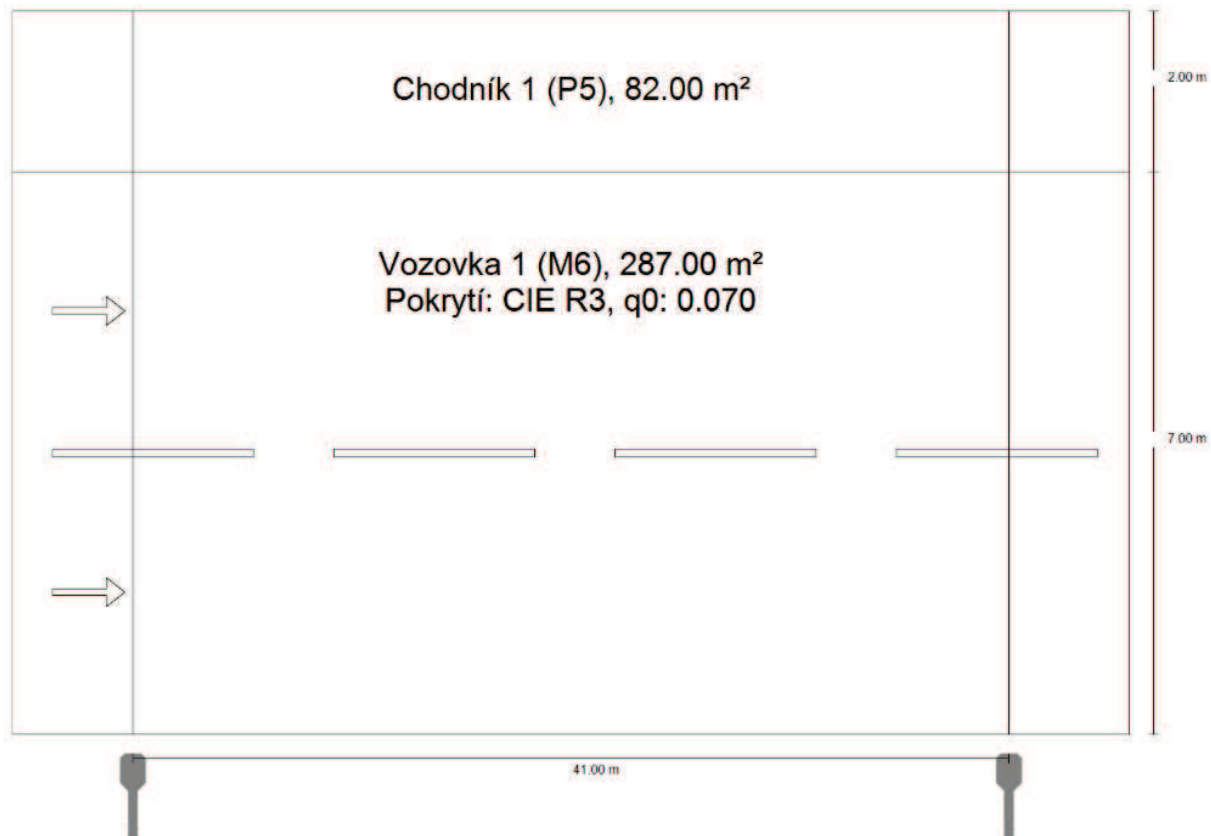 Chodník 1 (P5), 82.00 m²
2.00 m
Vozovka 1 (M6), 287.00 m²
Pokrytí: CIE R3, q0: 0.070
7.00 m
41.00 m